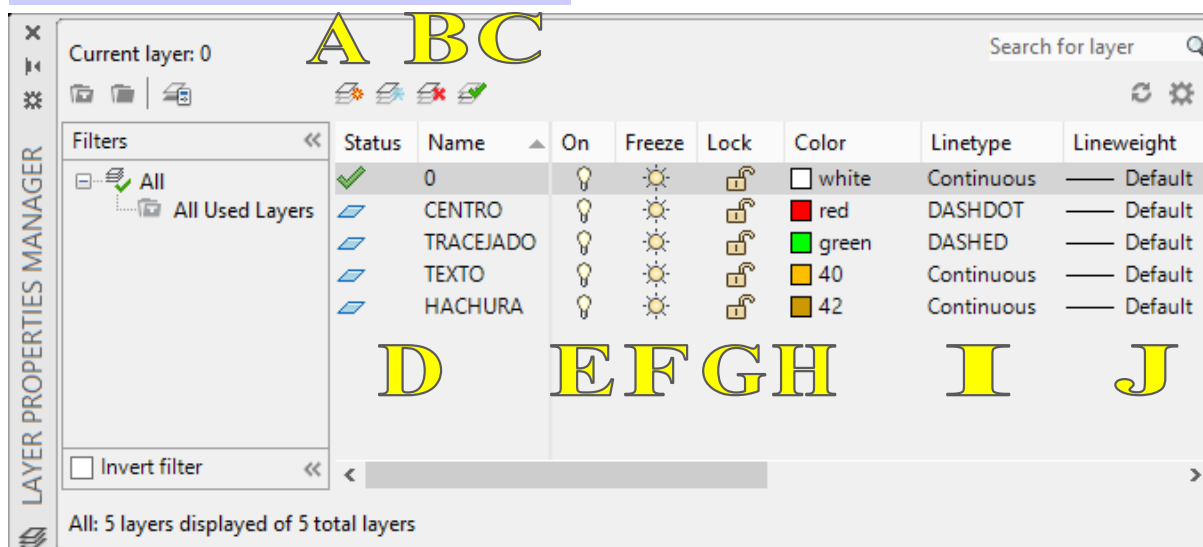 A B C
Current layer: 0
Search for layer
Filters
Status Name On Freeze Lock Color Linetype Lineweight
All
All Used Layers
0 white Continuous Default
CENTRO red DASHDOT Default
TRACEJADO green DASHED Default
TEXTO 40 Continuous Default
HACHURA 42 Continuous Default
D E F G H I J
Invert filter
All: 5 layers displayed of 5 total layers
LAYER PROPERTIES MANAGER